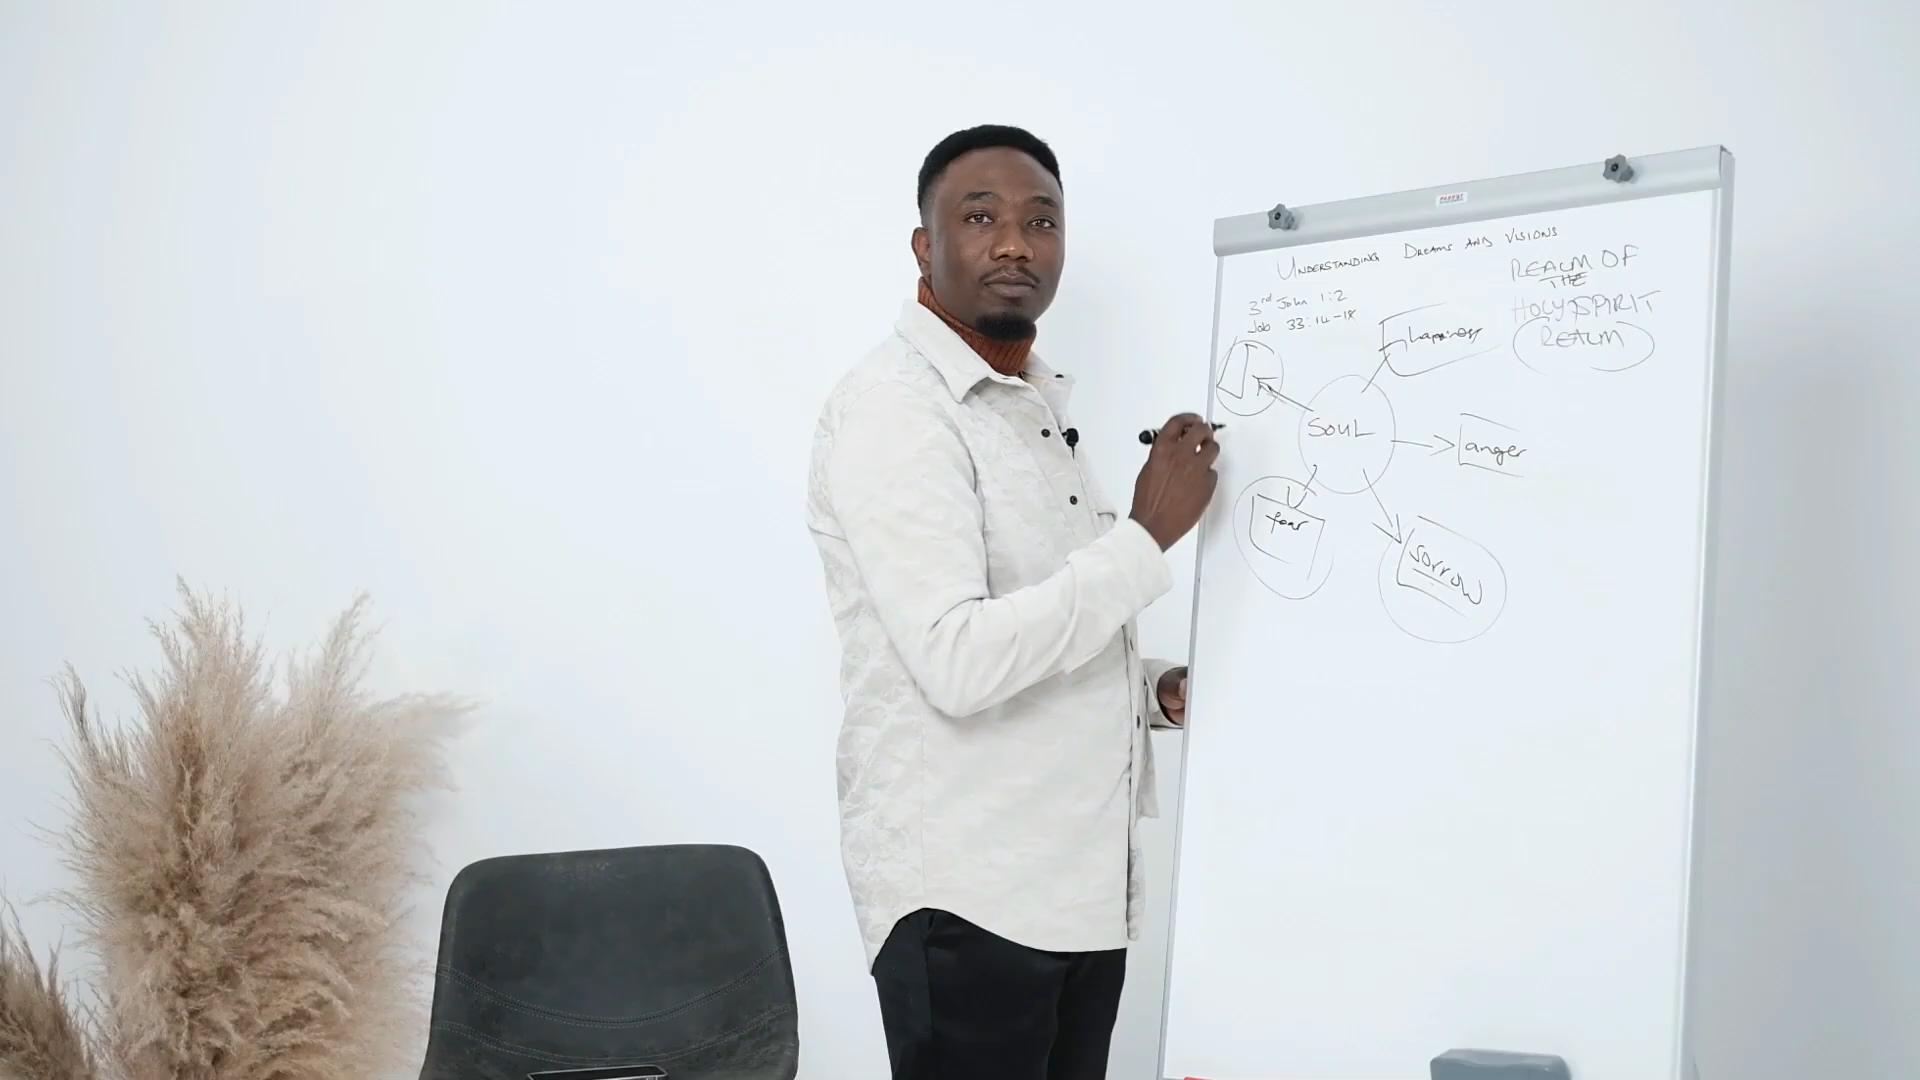 UNDERSTANDING DREAMS AND VISIONS
3rd John 1:2
Job 33:14-18
REALM OF
THE
HOLY SPIRIT
REALM
happiness
SOUL
anger
fear
sorrow